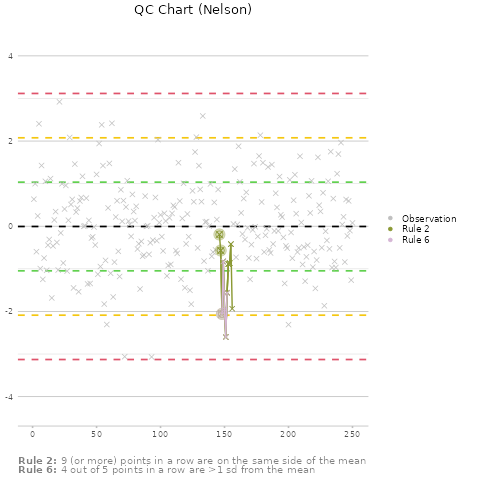 QC Chart (Nelson)
4
2
0
-2
-4
0
50
100
150
200
250
Observation
Rule 2
Rule 6
Rule 2: 9 (or more) points in a row are on the same side of the mean
Rule 6: 4 out of 5 points in a row are >1 sd from the mean